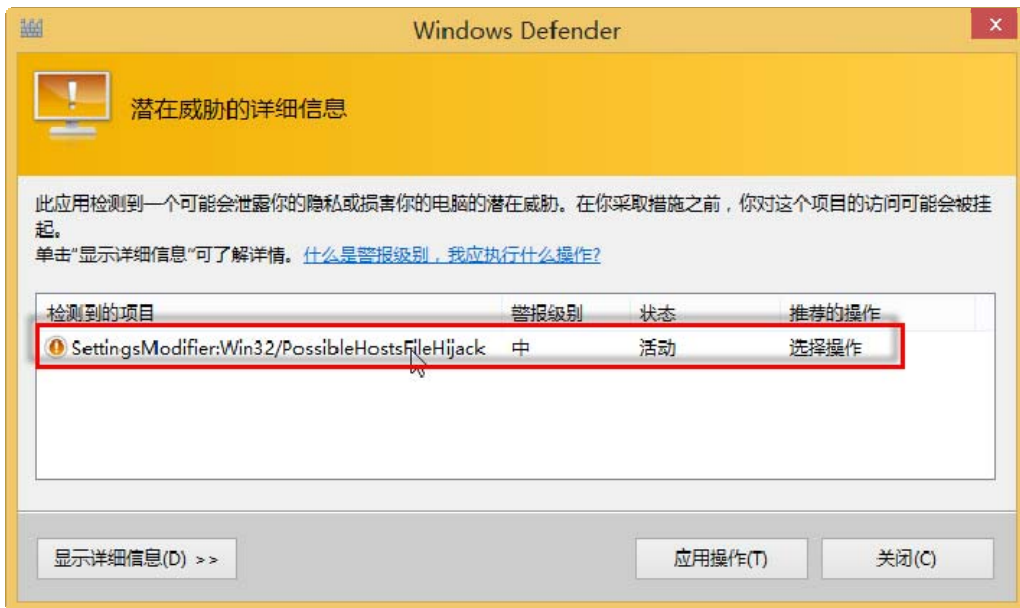 Windows Defender
x
潜在威胁的详细信息
此应用检测到一个可能会泄露你的隐私或损害你的电脑的潜在威胁。在你采取措施之前，你对这个项目的访问可能会被挂
起。
单击"显示详细信息"可了解详情。什么是警报级别，我应执行什么操作?
检测到的项目 警报级别 状态 推荐的操作
SettingsModifier:Win32/PossibleHostsFileHijack 中 活动 选择操作
显示详细信息(D) >> 应用操作(T) 关闭(C)